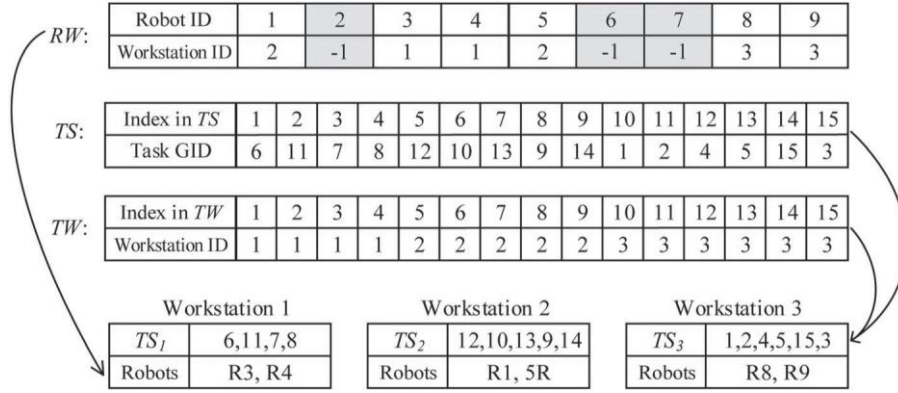 Robot ID 1 2 3 4 5 6 7 8 9
RW:
Workstation ID 2 -1 1 1 2 -1 -1 3 3
Index in TS 1 2 3 4 5 6 7 8 9 10 11 12 13 14 15
TS:
Task GID 6 11 7 8 12 10 13 9 14 1 2 4 5 15 3
Index in TW 1 2 3 4 5 6 7 8 9 10 11 12 13 14 15
TW:
Workstation ID 1 1 1 1 2 2 2 2 2 3 3 3 3 3 3
Workstation 1 Workstation 2 Workstation 3
TS1 6,11,7,8 TS2 12,10,13,9,14 TS3 1,2,4,5,15,3
Robots R3, R4 Robots R1, 5R Robots R8, R9